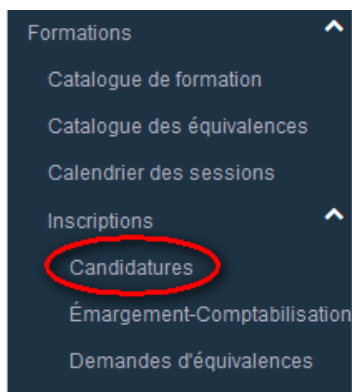 Formations
Catalogue de formation
Catalogue des équivalences
Calendrier des sessions
Inscriptions
Candidatures
Émargement-Comptabilisation
Demandes d'équivalences